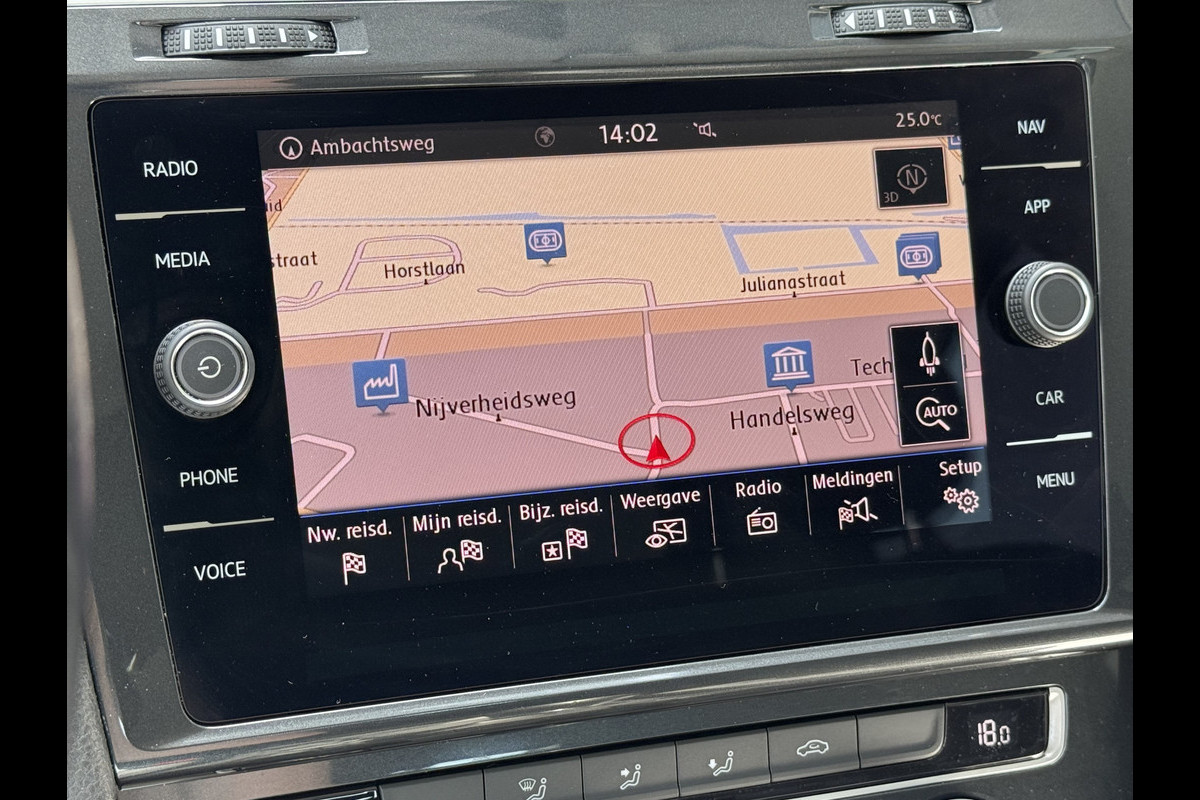 Ambachtsweg
14:02
25.0°C
RADIO
MEDIA
PHONE
VOICE
NAV
APP
CAR
MENU
N
3D
straat
Horstlaan
Julianastraat
Nijverheidsweg
Handelsweg
Tech
AUTO
Nw. reisd.
Mijn reisd.
Bijz. reisd.
Weergave
Radio
Meldingen
Setup
18.0